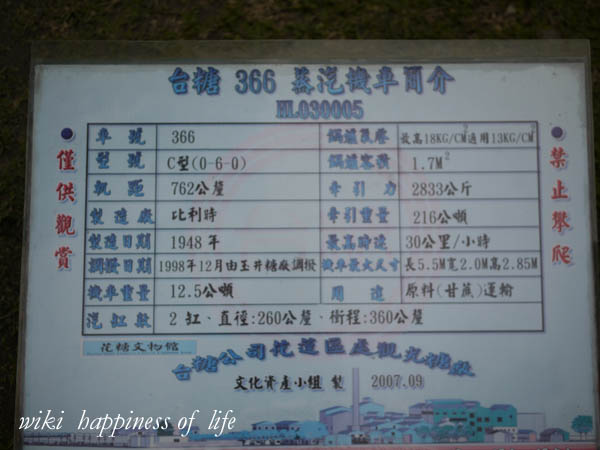 台糖 366 蒸汽機車簡介
HL030005
僅供觀賞
禁止攀爬
車號 366 鍋爐氣壓 最高18KG/CM²適用13KG/CM²
型號 C型(0-6-0) 鍋爐容積 1.7M²
軌距 762公厘 牽引力 2833公斤
製造廠 比利時 牽引重量 216公噸
製造日期 1948年 最高時速 30公里/小時
調撥日期 1998年12月由玉井糖廠調撥 機車最大尺寸 長5.5M寬2.0M高2.85M
機車重量 12.5公噸 用途 原料(甘蔗)運輸
汽缸數 2缸、直徑:260公厘、衝程:360公厘
花糖文物館
台糖公司花蓮區處觀光糖廠
文化資產小組 製 2007.09
wiki happiness of life